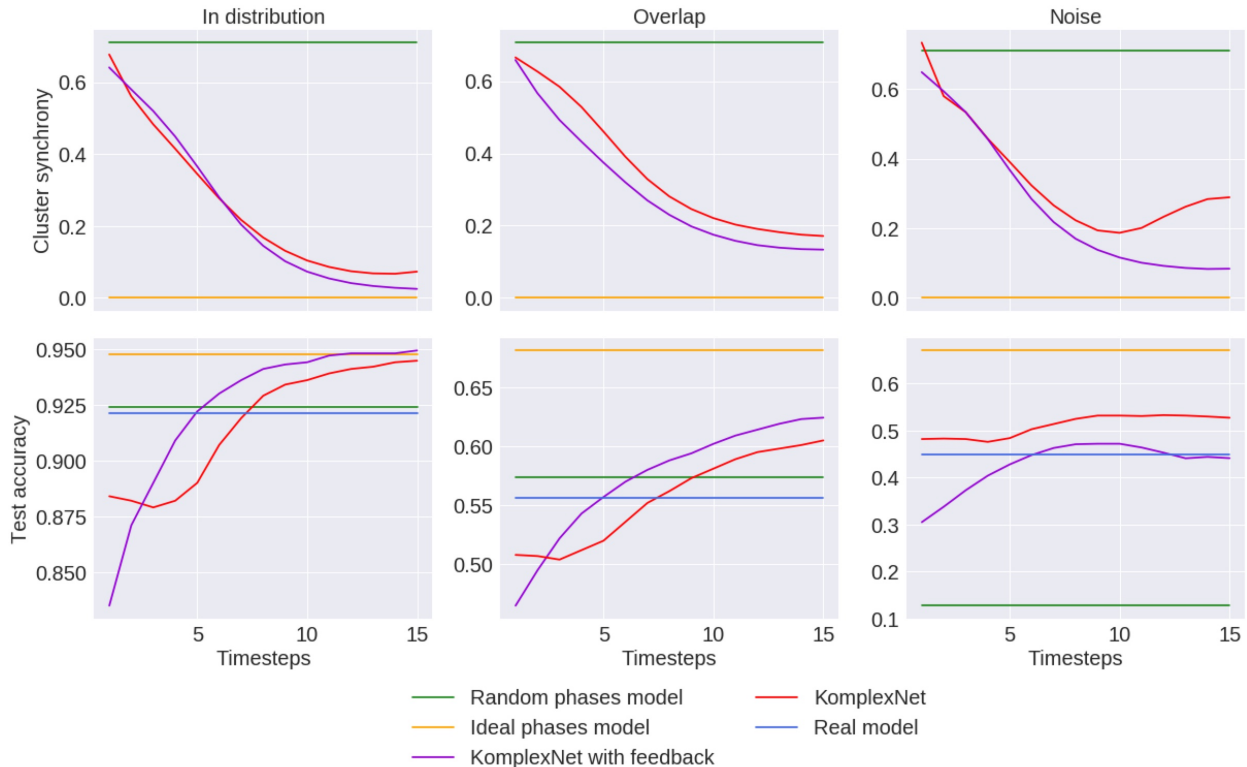 In distribution
Overlap
Noise
Cluster synchrony
0.6
0.4
0.2
0.0
0.6
0.4
0.2
0.0
0.6
0.4
0.2
0.0
Test accuracy
0.950
0.925
0.900
0.875
0.850
0.65
0.60
0.55
0.50
0.6
0.5
0.4
0.3
0.2
0.1
5 10 15
5 10 15
5 10 15
Timesteps
Timesteps
Timesteps
Random phases model
Ideal phases model
KomplexNet with feedback
KomplexNet
Real model